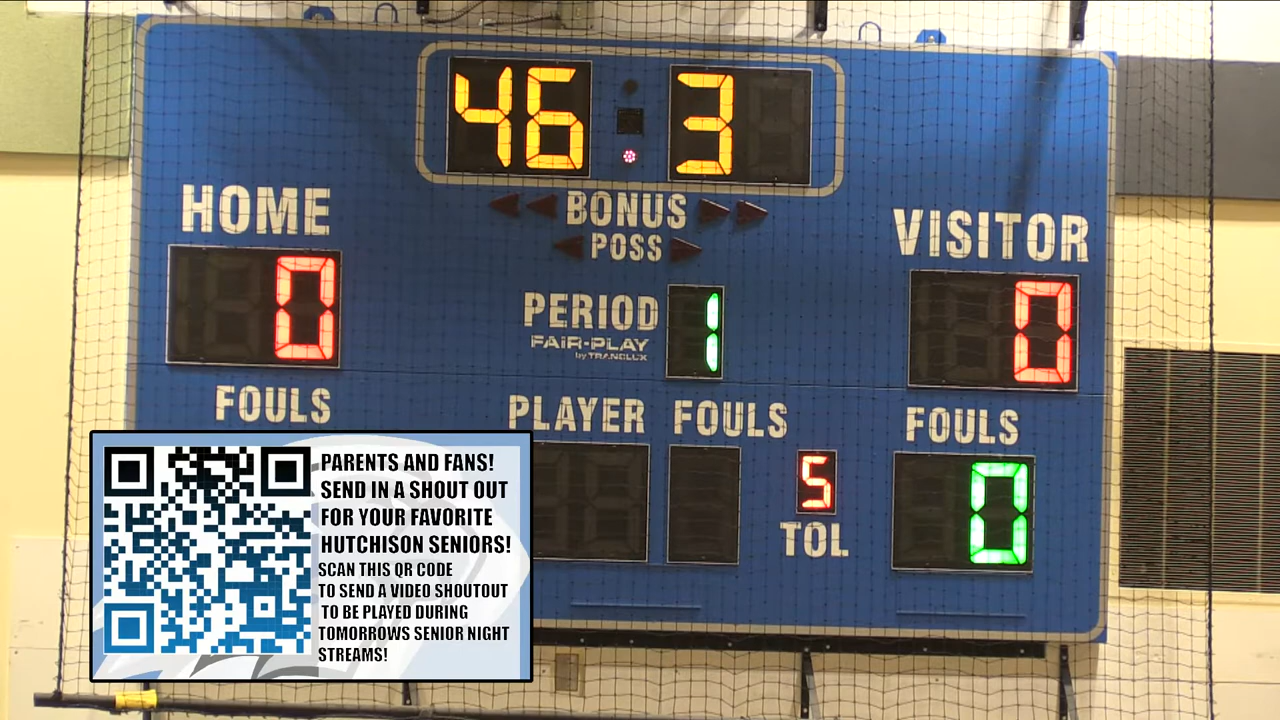 46 3
HOME
BONUS
POSS
VISITOR
0
PERIOD 1
FAIR-PLAY
by TRANSLUX
0
FOULS
PLAYER FOULS
FOULS
5
TOL
0
PARENTS AND FANS!
SEND IN A SHOUT OUT
FOR YOUR FAVORITE
HUTCHISON SENIORS!
SCAN THIS QR CODE
TO SEND A VIDEO SHOUTOUT
TO BE PLAYED DURING
TOMORROWS SENIOR NIGHT
STREAMS!